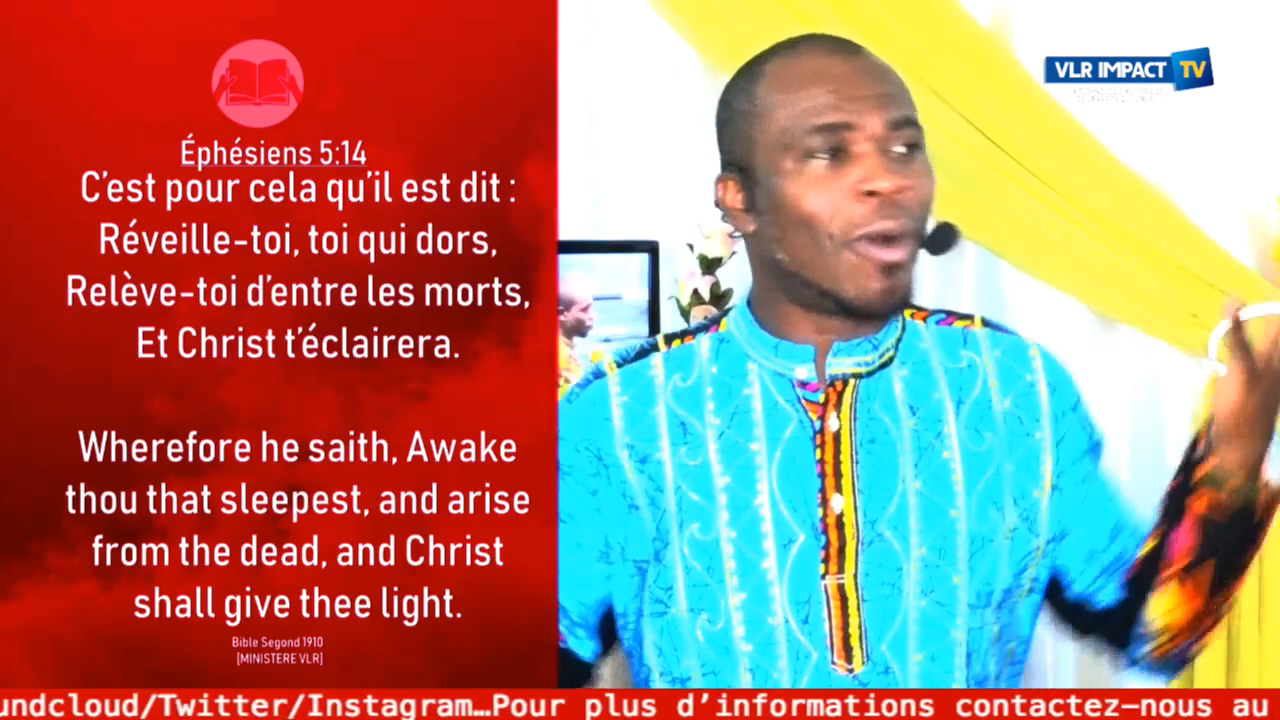 Éphésiens 5:14
C’est pour cela qu’il est dit :
Réveille-toi, toi qui dors,
Relève-toi d’entre les morts,
Et Christ t’éclairera.
Wherefore he saith, Awake
thou that sleepest, and arise
from the dead, and Christ
shall give thee light.
Bible Segond 1910
[MINISTERE VLR]
VLR IMPACT TV
undcloud/Twitter/Instagram…Pour plus d’informations contactez-nous au